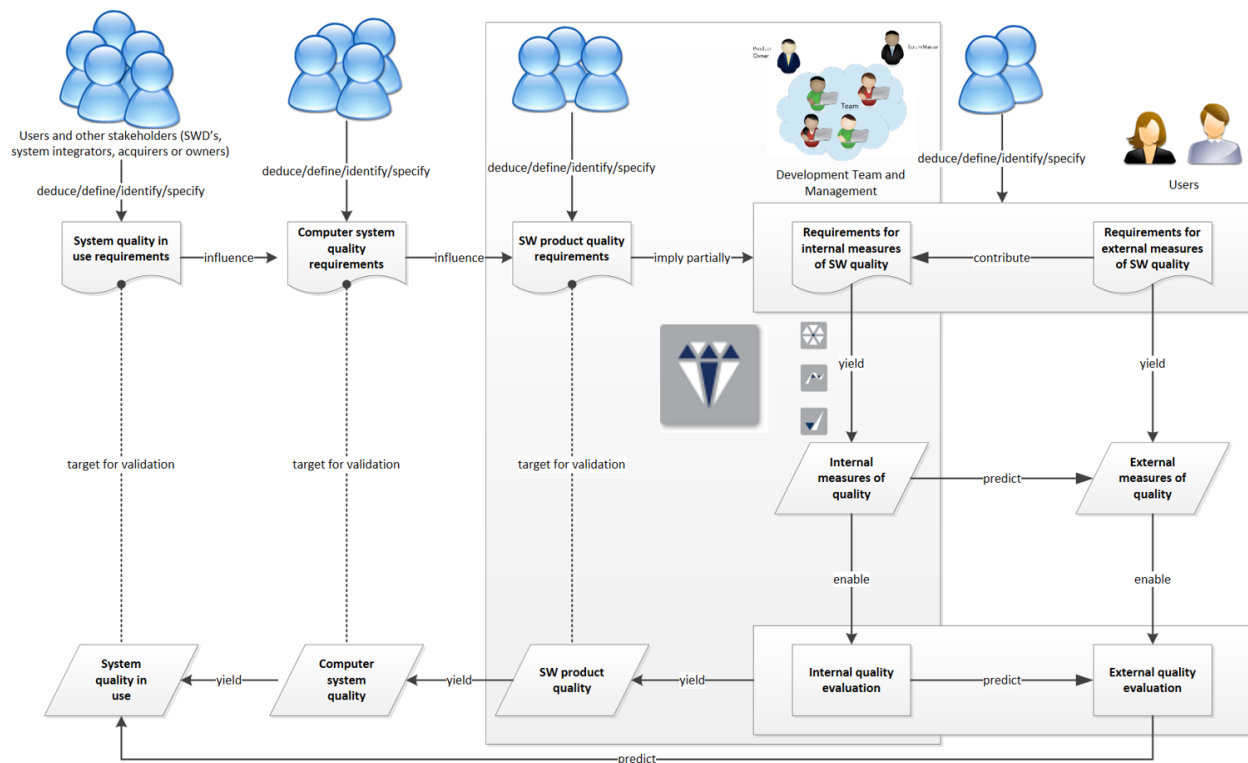 Product
Owner
ScrumMaster
Team
Users and other stakeholders (SWD's,
system integrators, acquirers or owners)
deduce/define/identify/specify
deduce/define/identify/specify
deduce/define/identify/specify
Development Team and
Management
deduce/define/identify/specify
Users
System quality in
use requirements
influence
Computer system
quality
requirements
influence
SW product quality
requirements
imply partially
Requirements for
internal measures
of SW quality
contribute
Requirements for
external measures
of SW quality
yield
yield
target for validation
target for validation
target for validation
Internal
measures of
quality
predict
External
measures of
quality
enable
enable
System
quality in
use
yield
Computer
system
quality
yield
SW product
quality
yield
Internal quality
evaluation
predict
External quality
evaluation
predict